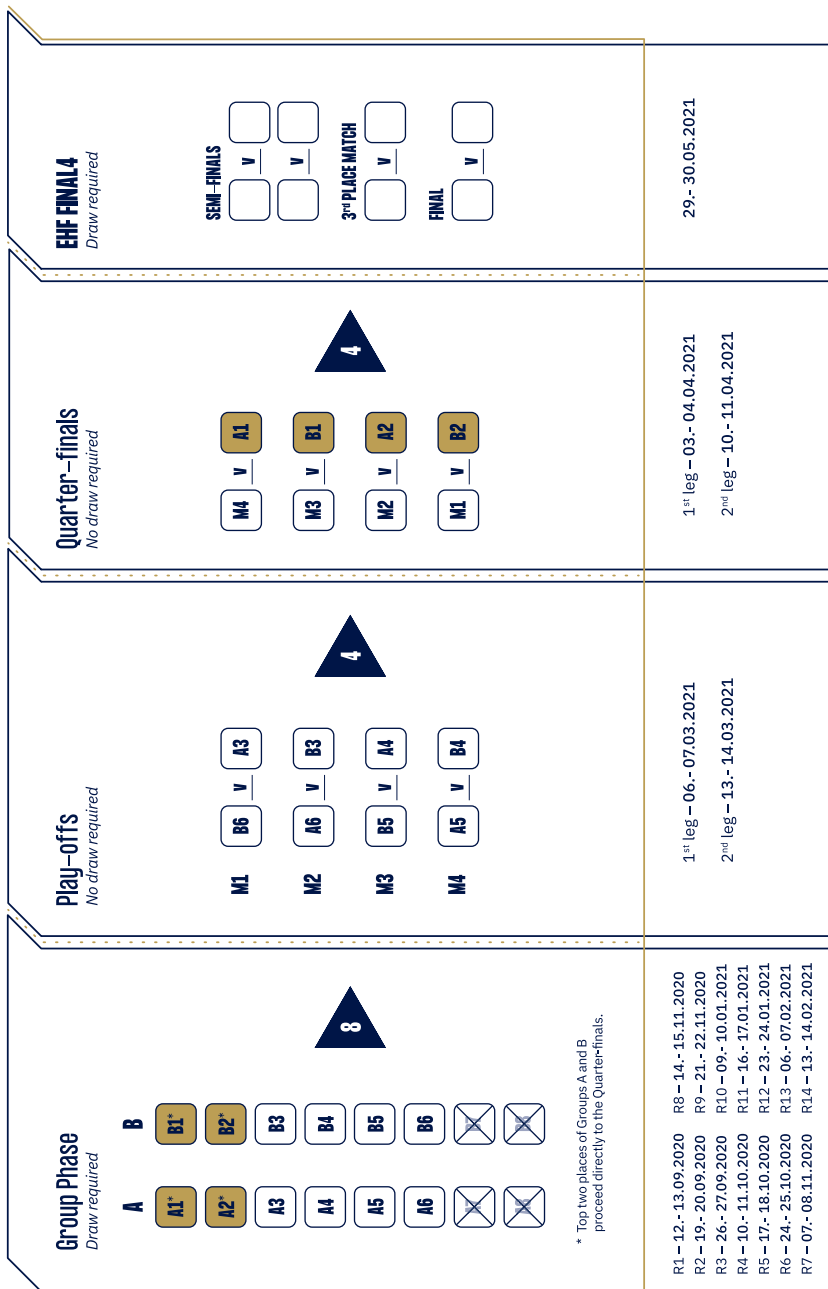 Group Phase
Draw required
A B
A1* B1*
A2* B2*
A3 B3
A4 B4
A5 B5
A6 B6
A7 B7
A8 B8
8
* Top two places of Groups A and B
proceed directly to the Quarter-finals.
R1 – 12.- 13.09.2020 R8 – 14.- 15.11.2020
R2 – 19.- 20.09.2020 R9 – 21.- 22.11.2020
R3 – 26.- 27.09.2020 R10 – 09.- 10.01.2021
R4 – 10.- 11.10.2020 R11 – 16.- 17.01.2021
R5 – 17.- 18.10.2020 R12 – 23.- 24.01.2021
R6 – 24.- 25.10.2020 R13 – 06.- 07.02.2021
R7 – 07.- 08.11.2020 R14 – 13.- 14.02.2021
Play–offs
No draw required
M1 B6 V A3
M2 A6 V B3
M3 B5 V A4
M4 A5 V B4
4
1st leg – 06.- 07.03.2021
2nd leg – 13.- 14.03.2021
Quarter–finals
No draw required
M4 V A1
M3 V B1
M2 V A2
M1 V B2
4
1st leg – 03.- 04.04.2021
2nd leg – 10.- 11.04.2021
EHF FINAL4
Draw required
SEMI–FINALS
V
V
3rd PLACE MATCH
V
FINAL
V
29.- 30.05.2021